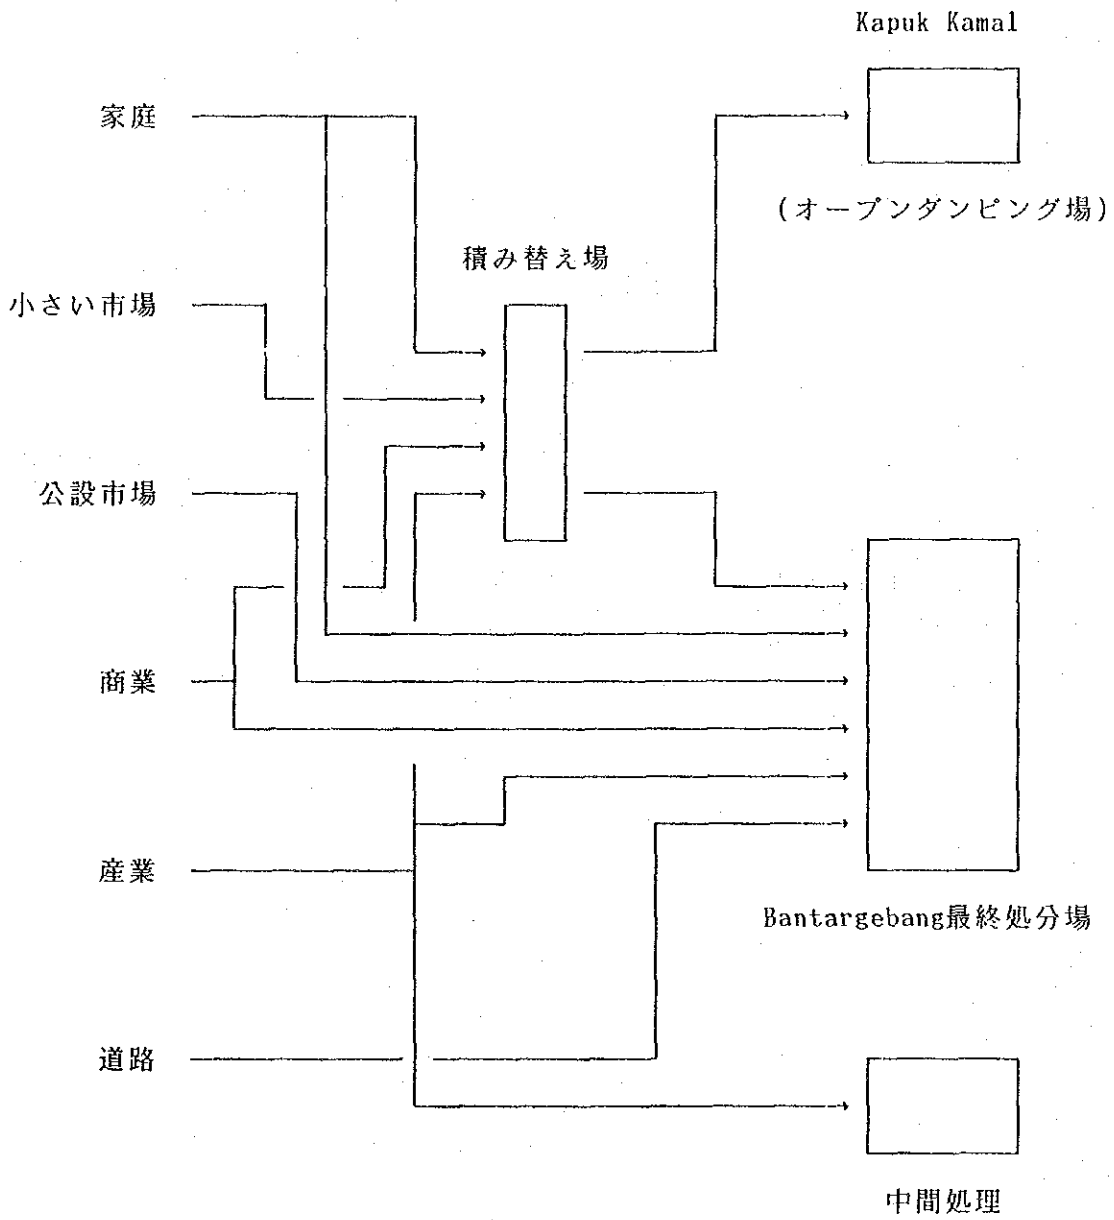 Kapuk Kamal
家庭
(オープンダンピング場)
積み替え場
小さい市場
公設市場
商業
産業
Bantargebang最終処分場
道路
中間処理